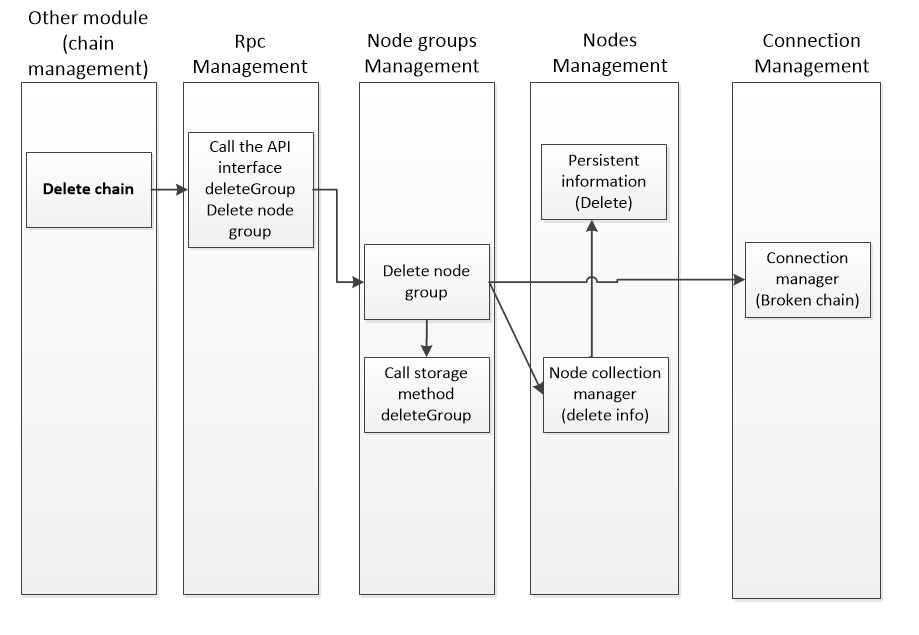 Other module
(chain
management)
Rpc
Management
Node groups
Management
Nodes
Management
Connection
Management
Delete chain
Call the API
interface
deleteGroup
Delete node
group
Delete node
group
Call storage
method
deleteGroup
Persistent
information
(Delete)
Node collection
manager
(delete info)
Connection
manager
(Broken chain)